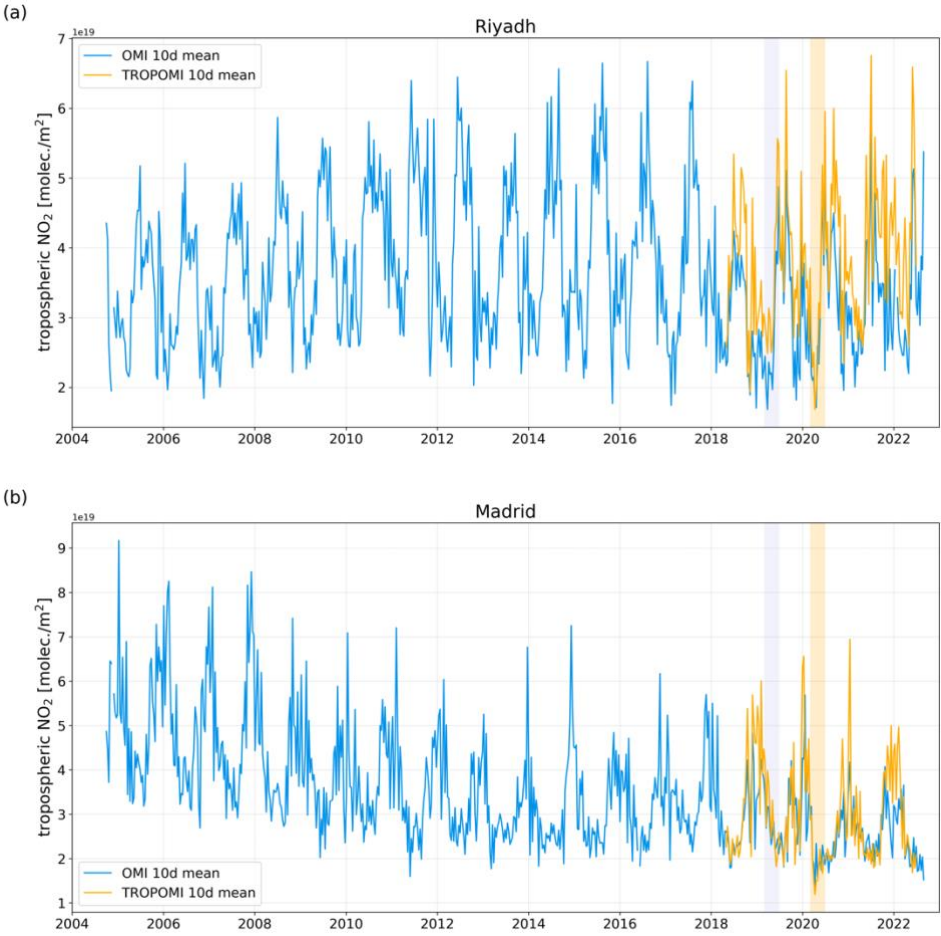 (a)
Riyadh
1e19
OMI 10d mean
TROPOMI 10d mean
tropospheric NO₂ [molec./m²]
7
6
5
4
3
2
2004 2006 2008 2010 2012 2014 2016 2018 2020 2022
(b)
Madrid
1e19
tropospheric NO₂ [molec./m²]
9
8
7
6
5
4
3
2
1
OMI 10d mean
TROPOMI 10d mean
2004 2006 2008 2010 2012 2014 2016 2018 2020 2022